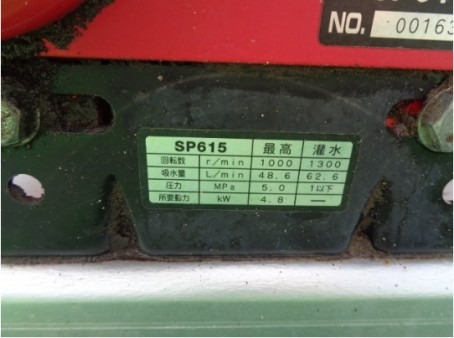 NO. 00163
SP615 最高 灌水
回転数 r/min 1000 1300
吸水量 L/min 48.6 62.6
圧力 MPa 5.0 1以下
所要動力 kW 4.8 —